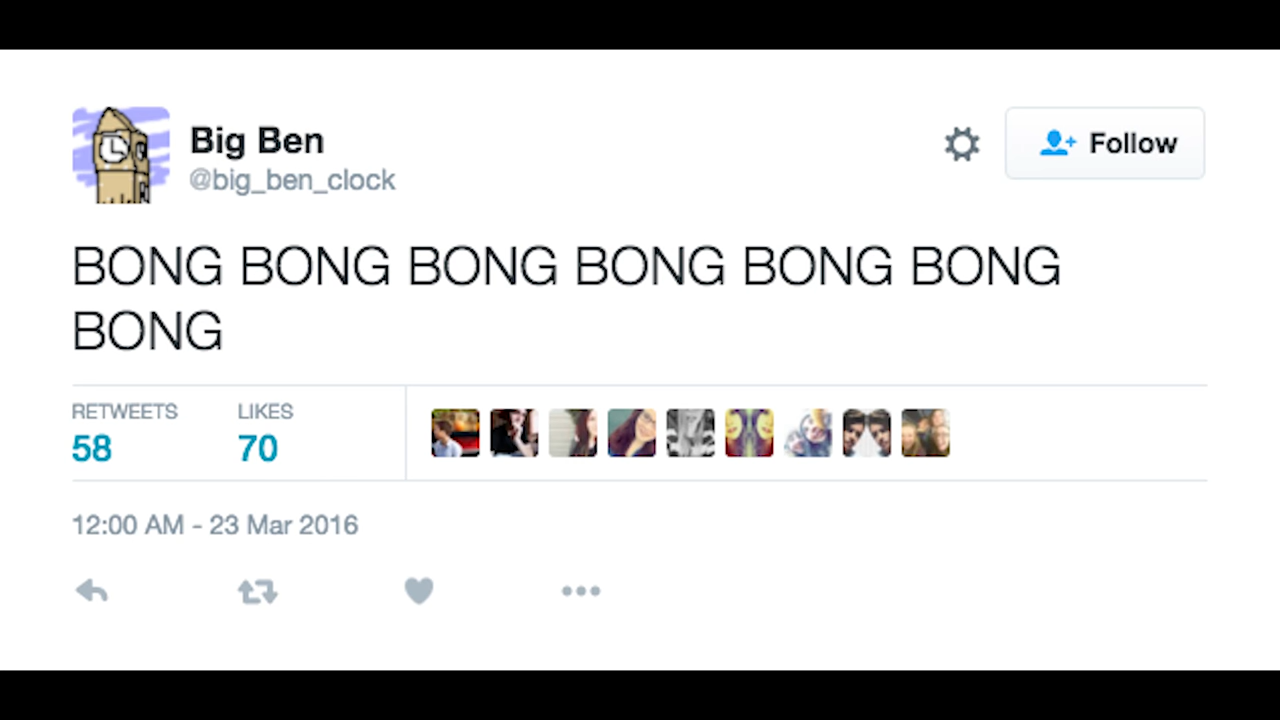 Big Ben
@big_ben_clock
Follow
BONG BONG BONG BONG BONG BONG
BONG
RETWEETS LIKES
58 70
12:00 AM - 23 Mar 2016